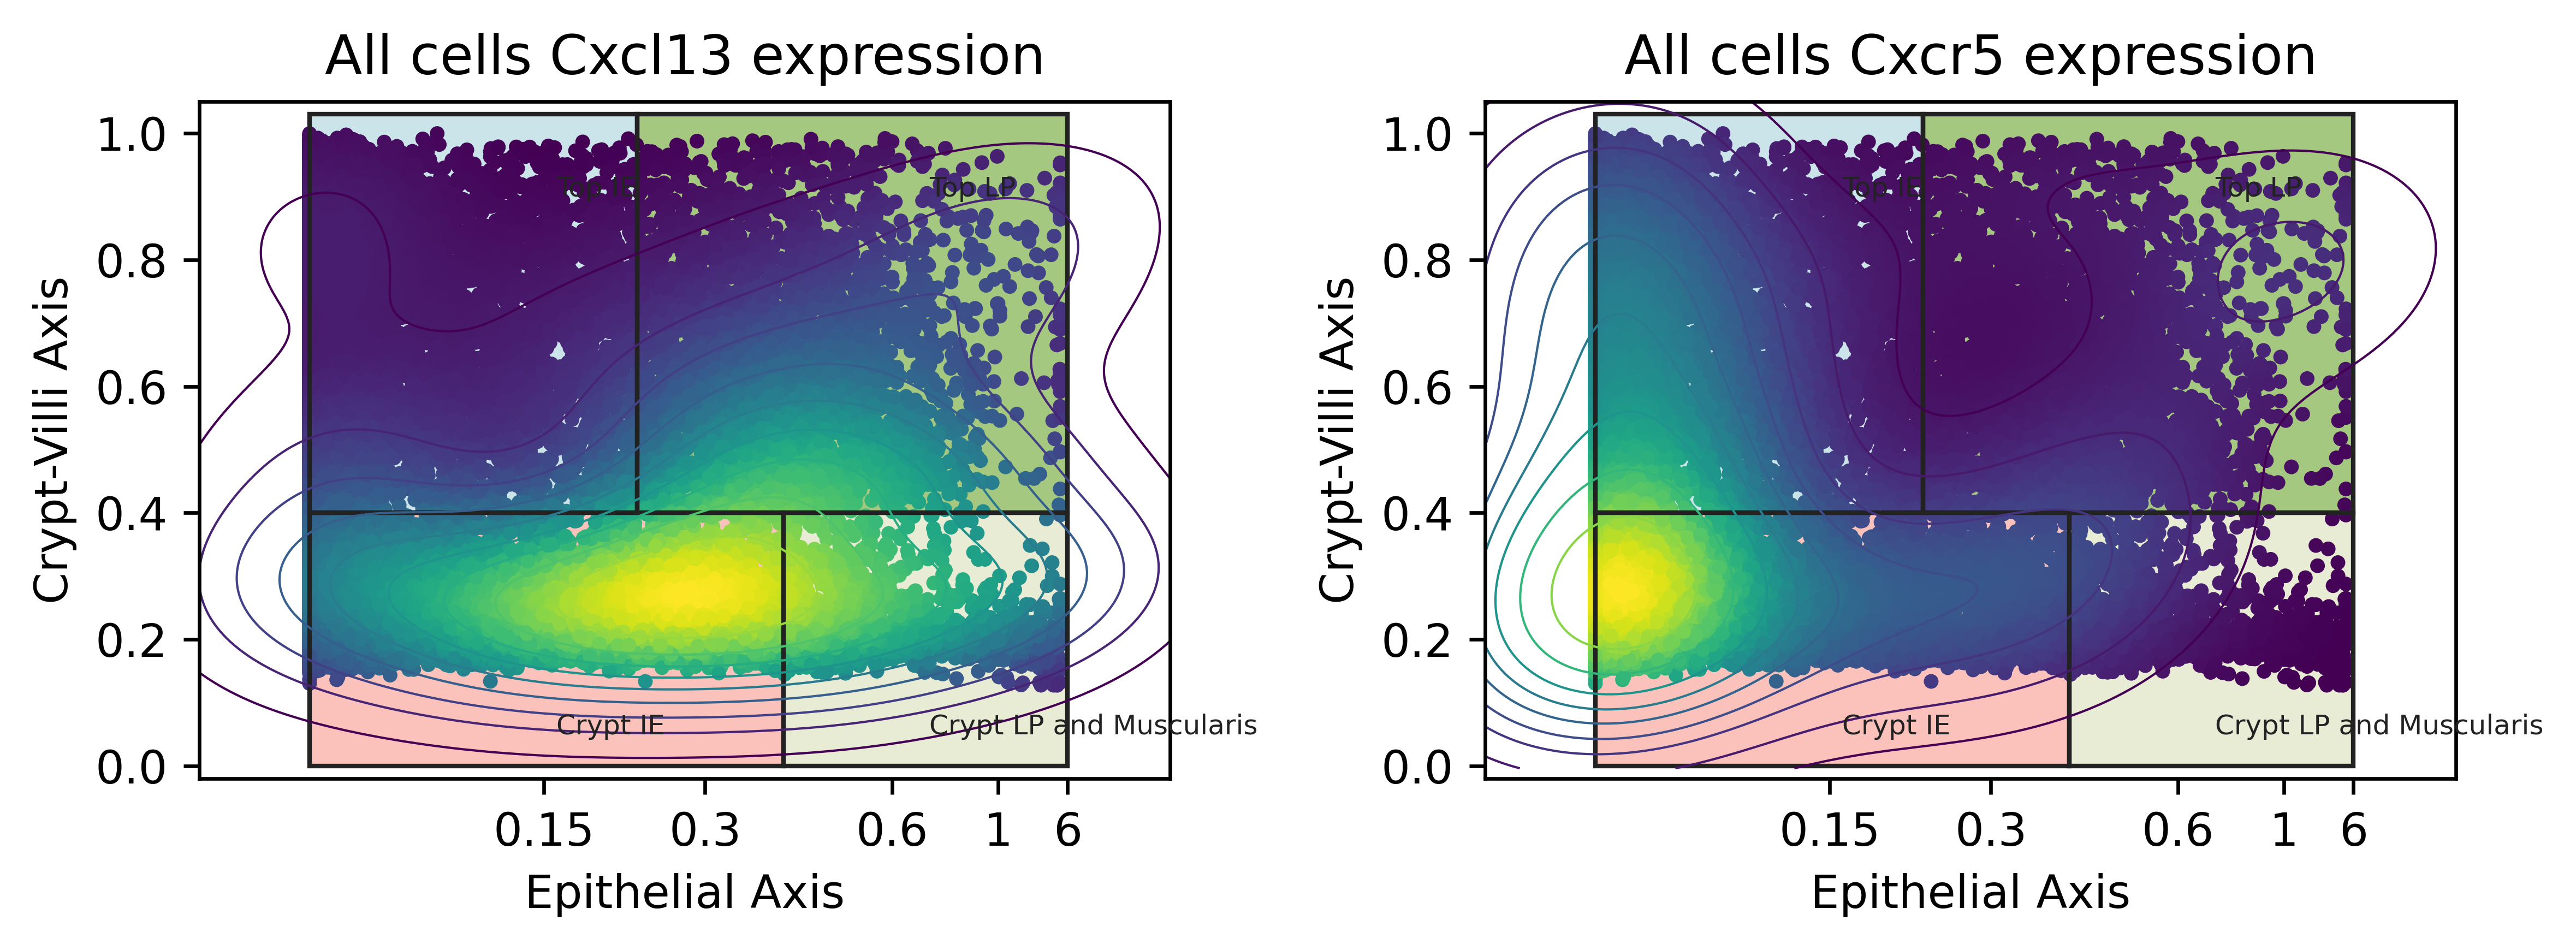 All cells Cxcl13 expression
Crypt-Villi Axis
1.0
0.8
0.6
0.4
0.2
0.0
Top IE
Top LP
Crypt IE
Crypt LP and Muscularis
0.15
0.3
0.6
1
6
Epithelial Axis
All cells Cxcr5 expression
Crypt-Villi Axis
1.0
0.8
0.6
0.4
0.2
0.0
Top IE
Top LP
Crypt IE
Crypt LP and Muscularis
0.15
0.3
0.6
1
6
Epithelial Axis